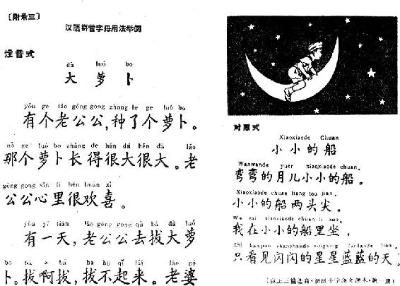 〔附录三〕
汉语拼音字母用法举例
注音式
dà luó bo
大萝卜
yǒu ge lǎo gōng gong zhòng le ge luó bo
有个老公公,种了个萝卜。
nà ge luó bo zhǎng de hěn dà hěn dà lǎo
那个萝卜长得很大很大。老
gōng gong xīn li hěn huān xǐ
公公心里很欢喜。
yǒu yì tiān lǎo gōng gong qù bá dà luó
有一天,老公公去拔大萝
bo bá a bá bá bu qǐ lái lǎo pó
卜。拔啊拔,拔不起来。老婆
对照式
Xiaoxiaode Chuan
小小的船
Wanwande yuer xiaoxiaode chuan,
弯弯的月儿小小的船。
Xiaoxiaode chuan liang tou jian,
小小的船两头尖。
Wo zai xiaoxiaode chuan li zuo,
我在小小的船里坐,
Zhi kanjian shanshande xingxing lanlande tian.
只看见闪闪的星星蓝蓝的天。